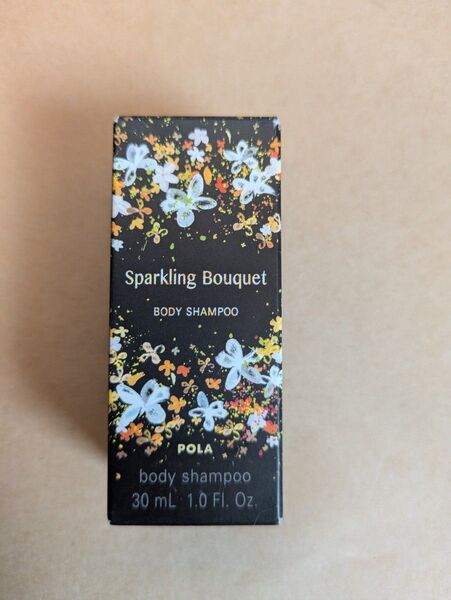 Sparkling Bouquet
BODY SHAMPOO
POLA
body shampoo
30 mL 1.0 Fl. Oz.